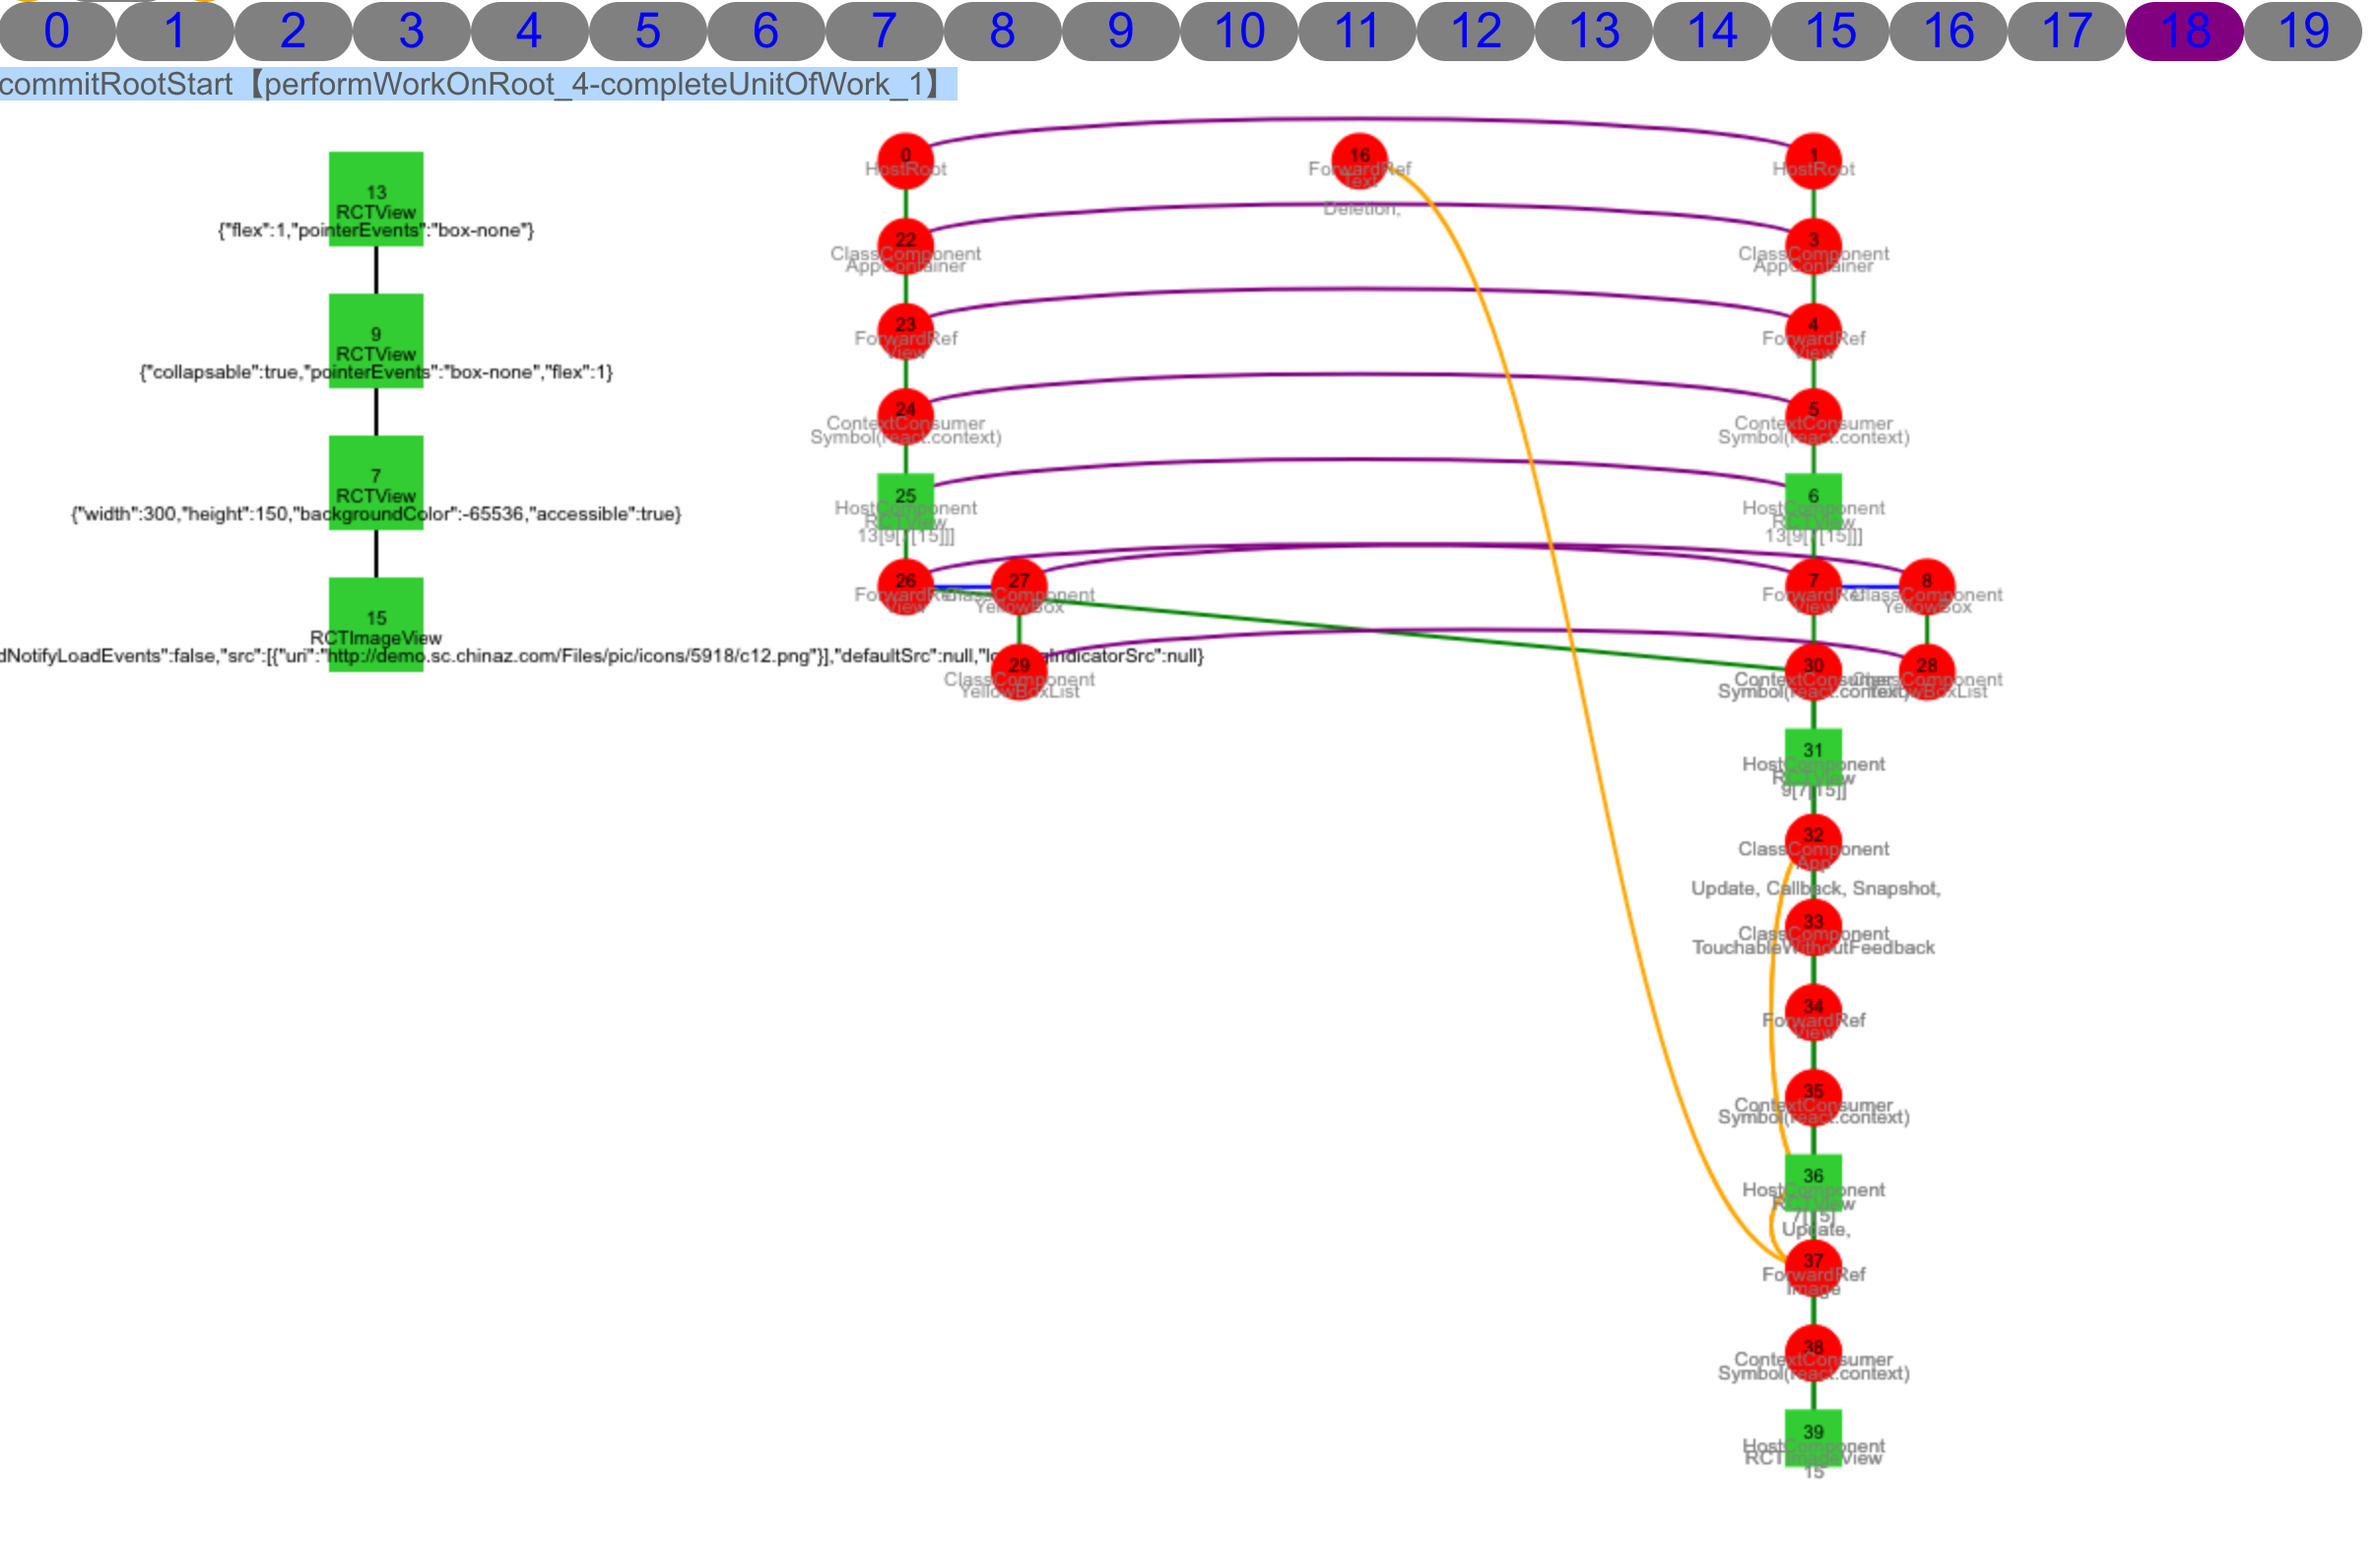 0 1 2 3 4 5 6 7 8 9 10 11 12 13 14 15 16 17 18 19
commitRootStart【performWorkOnRoot_4-completeUnitOfWork_1】
13
RCTView
{"flex":1,"pointerEvents":"box-none"}
9
RCTView
{"collapsable":true,"pointerEvents":"box-none","flex":1}
7
RCTView
{"width":300,"height":150,"backgroundColor":-65536,"accessible":true}
15
RCTImageView
dNotifyLoadEvents":false,"src":[{"uri":"http://demo.sc.chinaz.com/Files/pic/icons/5918/c12.png"}],"defaultSrc":null,"loadingIndicatorSrc":null}
0
HostRoot
22
ClassComponent
AppContainer
23
ForwardRef
View
24
ContextConsumer
Symbol(react.context)
25
HostComponent
RCTView
13[9[7[15]]]
26
ForwardRef
View
27
ClassComponent
YellowBox
29
ClassComponent
YellowBoxList
16
ForwardRef
Text
Deletion,
1
HostRoot
3
ClassComponent
AppContainer
4
ForwardRef
View
5
ContextConsumer
Symbol(react.context)
6
HostComponent
RCTView
13[9[7[15]]]
7
ForwardRef
View
8
ClassComponent
YellowBox
30
ContextConsumer
Symbol(react.context)
28
ClassComponent
YellowBoxList
31
HostComponent
RCTView
9[7[15]]
32
ClassComponent
App
Update, Callback, Snapshot,
33
ClassComponent
TouchableWithoutFeedback
34
ForwardRef
View
35
ContextConsumer
Symbol(react.context)
36
HostComponent
RCTView
7[15]
Update,
37
ForwardRef
Image
38
ContextConsumer
Symbol(react.context)
39
HostComponent
RCTImageView
15